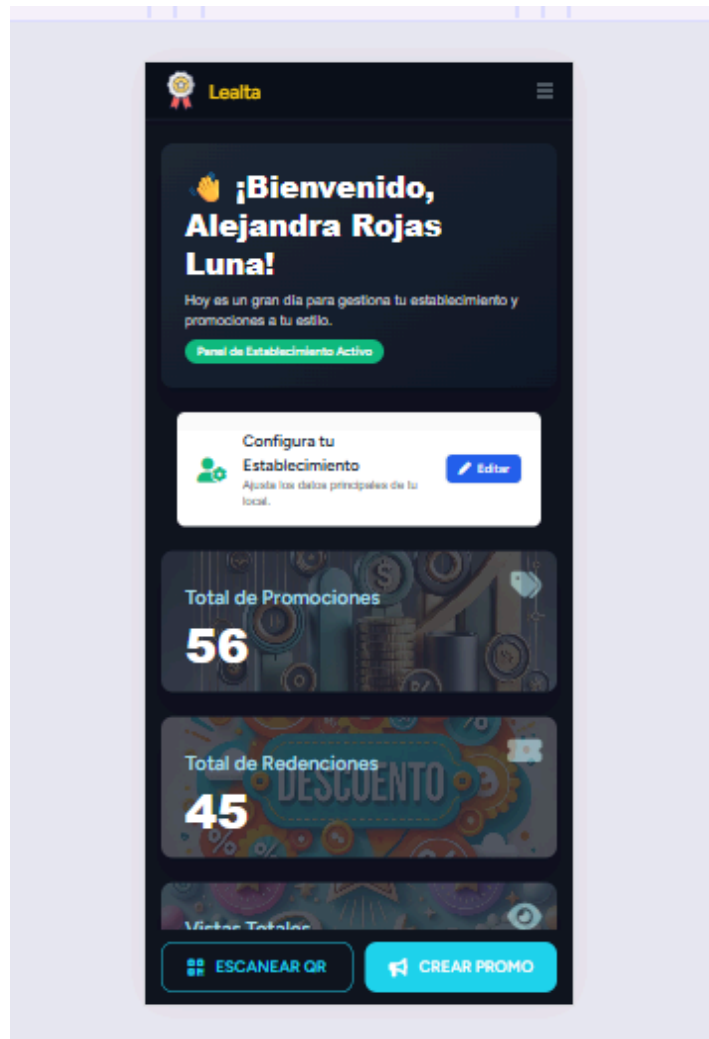 Lealta
¡Bienvenido,
Alejandra Rojas
Luna!
Hoy es un gran día para gestiona tu establecimiento y
promociones a tu estilo.
Panel de Establecimiento Activo
Configura tu
Establecimiento
Ajusta los datos principales de tu
local.
Editar
Total de Promociones
56
Total de Redenciones
DESCUENTO
45
Vistas Totales
ESCANEAR QR
CREAR PROMO